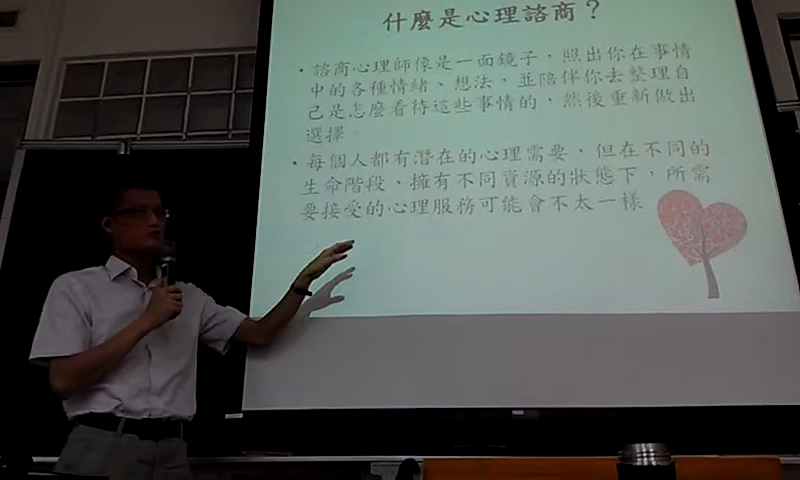 什麼是心理諮商？
・諮商心理師像是一面鏡子，照出你在事情
中的各種情緒、想法，並陪伴你去整理自
己是怎麼看待這些事情的，然後重新做出
選擇。
・每個人都有潛在的心理需要，但在不同的
生命階段、擁有不同資源的狀態下，所需
要接受的心理服務可能會不太一樣